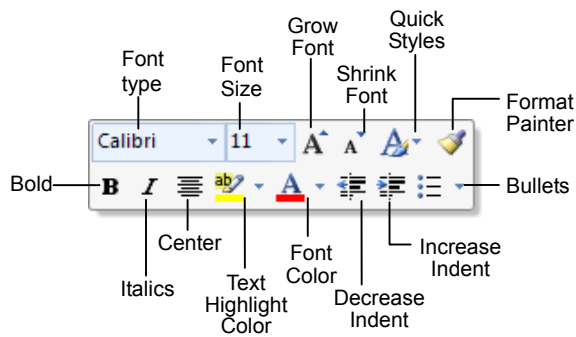 Quick
Styles
Grow
Font
Font
type
Font
Size
Shrink
Font
Format
Painter
Calibri
11
A
A
A
Bold
B
I
ab
A
Bullets
Center
Italics
Text
Highlight
Color
Font
Color
Decrease
Indent
Increase
Indent